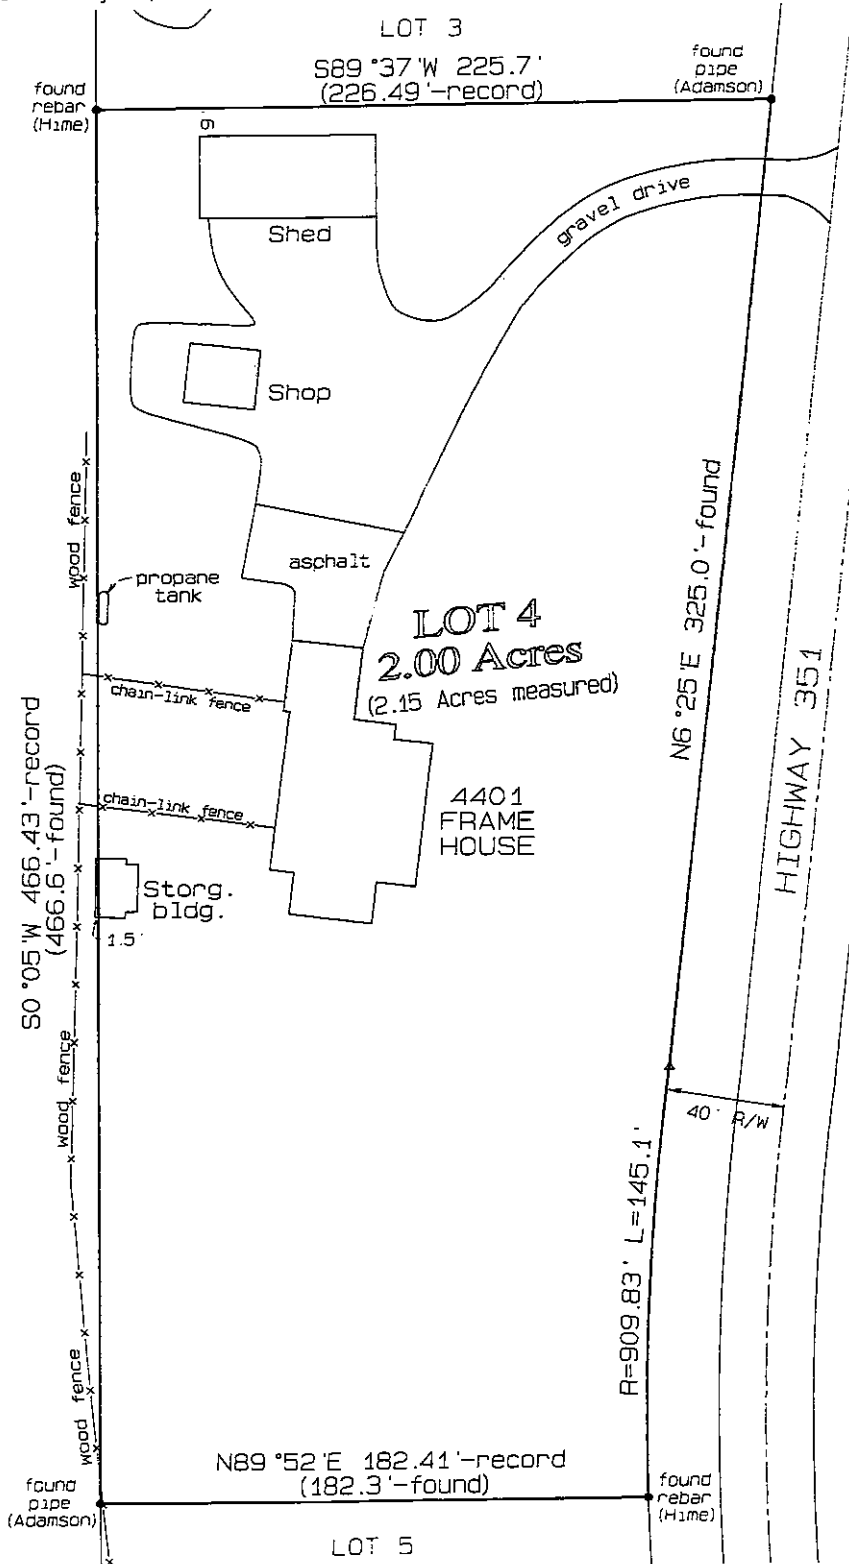 LOT 3
S89°37'W 225.7'
(226.49'-record)
found
pipe
(Adamson)
found
rebar
(Hime)
9'
Shed
gravel drive
Shop
wood fence
asphalt
propane
tank
LOT 4
2.00 Acres
(2.15 Acres measured)
chain-link fence
N6°25'E 325.0'-found
HIGHWAY 351
S0°05'W 466.43'-record
(466.6'-found)
chain-link fence
4401
FRAME
HOUSE
Storg.
bldg.
1.5'
wood fence
40' R/W
R=909.83' L=145.1'
wood fence
N89°52'E 182.41'-record
(182.3'-found)
found
pipe
(Adamson)
found
rebar
(Hime)
LOT 5